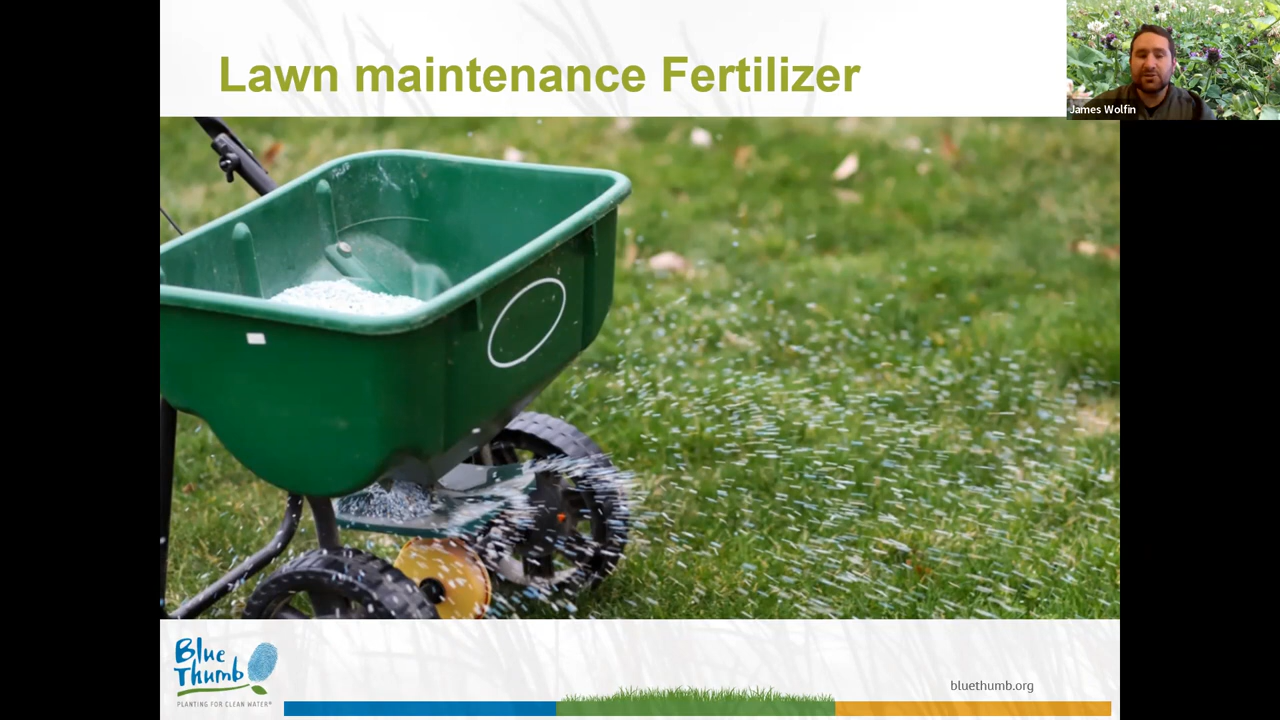 Lawn maintenance Fertilizer
James Wolfin
Blue
Thumb
PLANTING FOR CLEAN WATER®
bluethumb.org